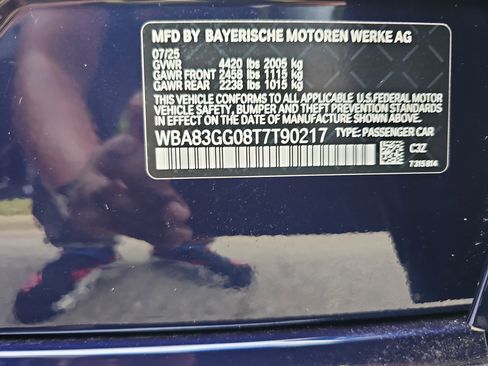 MFD BY BAYERISCHE MOTOREN WERKE AG
07/25
GVWR 4420 lbs 2005 kg
GAWR FRONT 2458 lbs 1115 kg
GAWR REAR 2238 lbs 1015 kg
THIS VEHICLE CONFORMS TO ALL APPLICABLE U.S. FEDERAL MOTOR
VEHICLE SAFETY, BUMPER AND THEFT PREVENTION STANDARDS
IN EFFECT ON THE DATE OF MANUFACTURE SHOWN ABOVE.
WBA83GG08T7T90217 TYPE: PASSENGER CAR
C3Z
7315814